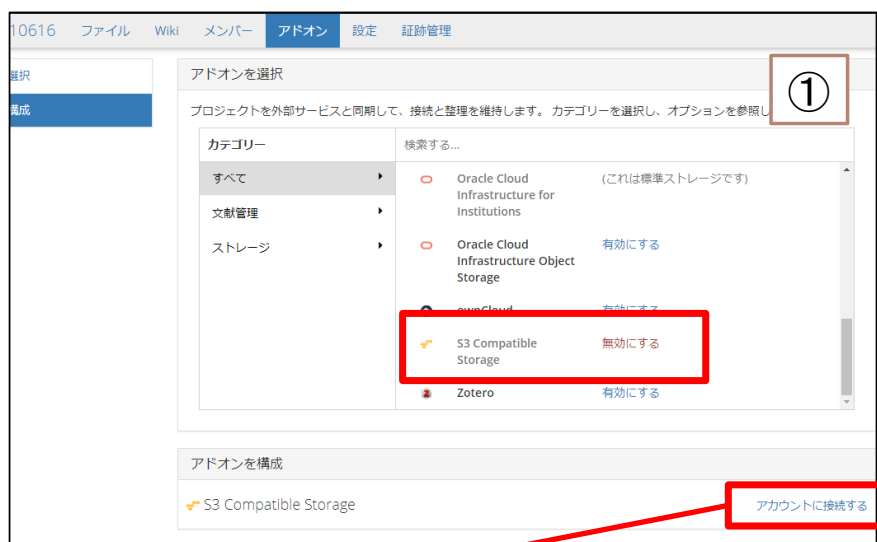 10616 ファイル Wiki メンバー アドオン 設定 証跡管理
選択
構成
アドオンを選択
①
プロジェクトを外部サービスと同期して、接続と整理を維持します。 カテゴリーを選択し、オプションを参照し
カテゴリー
検索する...
すべて
文献管理
ストレージ
Oracle Cloud
Infrastructure for
Institutions
(これは標準ストレージです)
Oracle Cloud
Infrastructure Object
Storage
有効にする
ownCloud
有効にする
S3 Compatible
Storage
無効にする
Zotero
有効にする
アドオンを構成
S3 Compatible Storage
アカウントに接続する